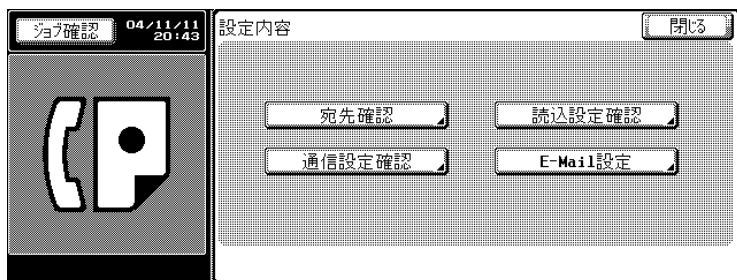 ジョブ確認
04/11/11
20:43
設定内容
閉じる
宛先確認
読込設定確認
通信設定確認
E-Mail設定